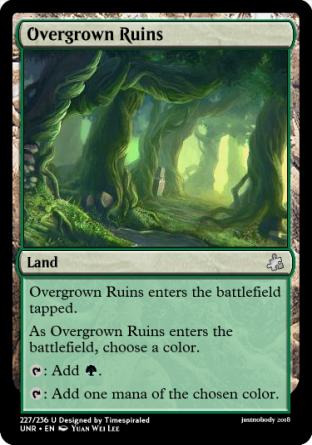 Overgrown Ruins
Land
Overgrown Ruins enters the battlefield
tapped.
As Overgrown Ruins enters the
battlefield, choose a color.
: Add .
: Add one mana of the chosen color.
227/236 U Designed by Timespiraled
UNR • EN Yuan Wei Lee
justnobody 2018